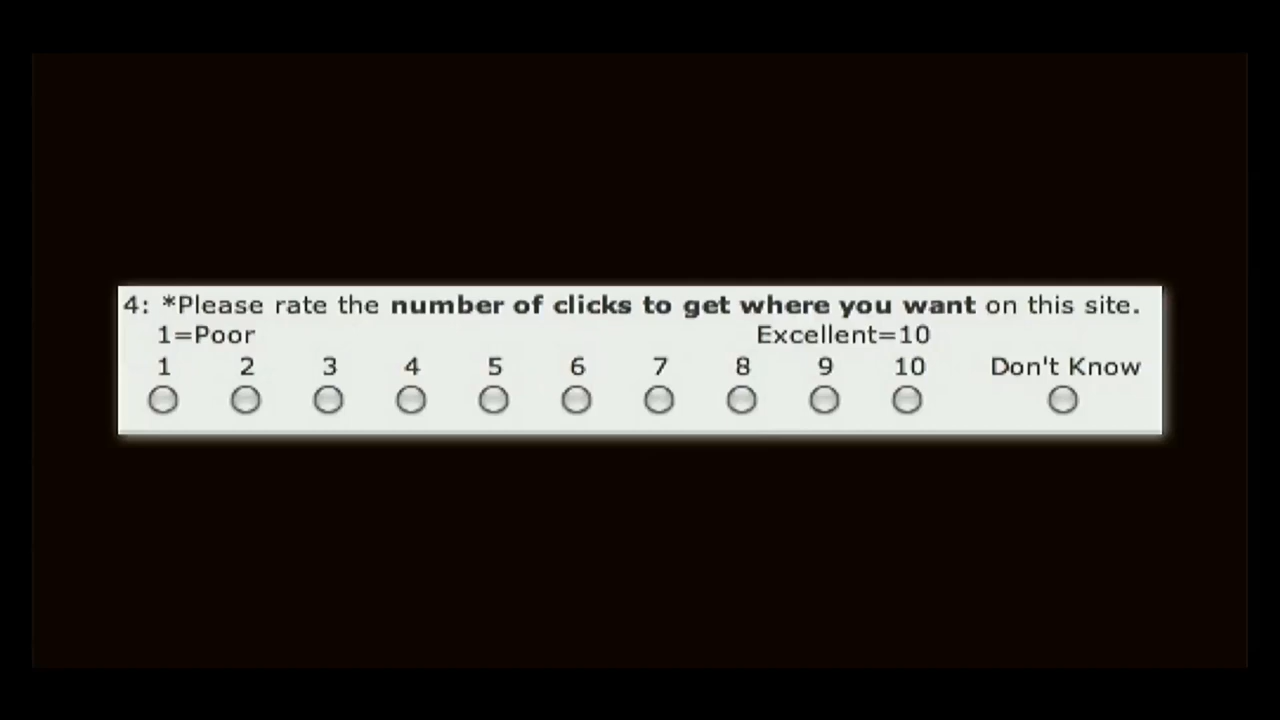 4: *Please rate the number of clicks to get where you want on this site.
1=Poor Excellent=10
1 2 3 4 5 6 7 8 9 10 Don't Know